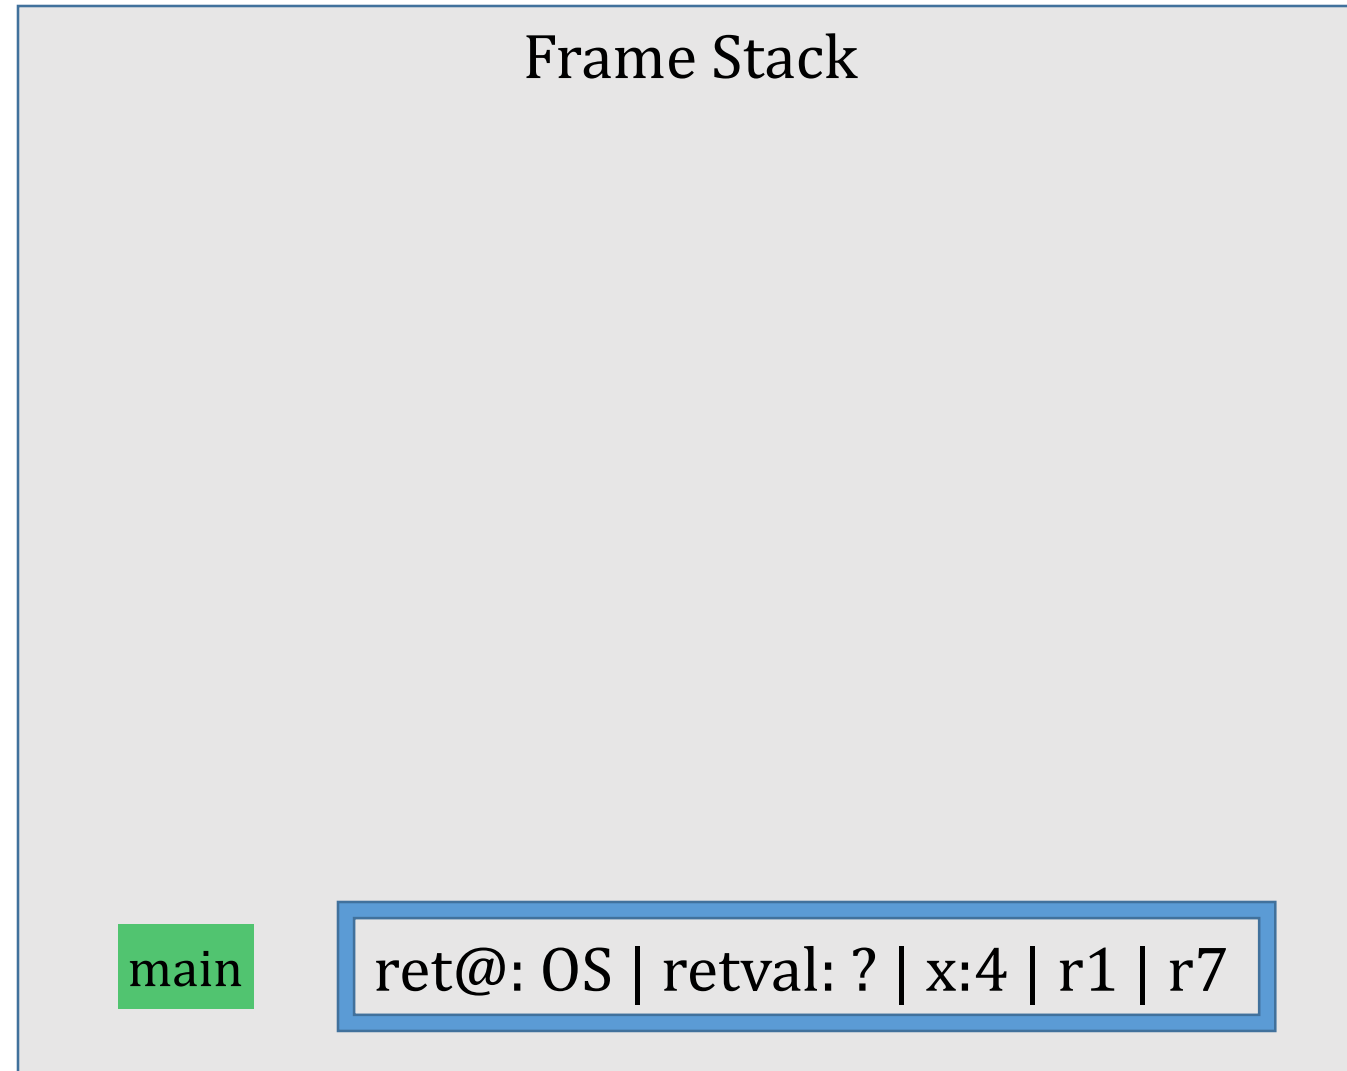 Frame Stack
main
ret@: OS | retval: ? | x:4 | r1 | r7